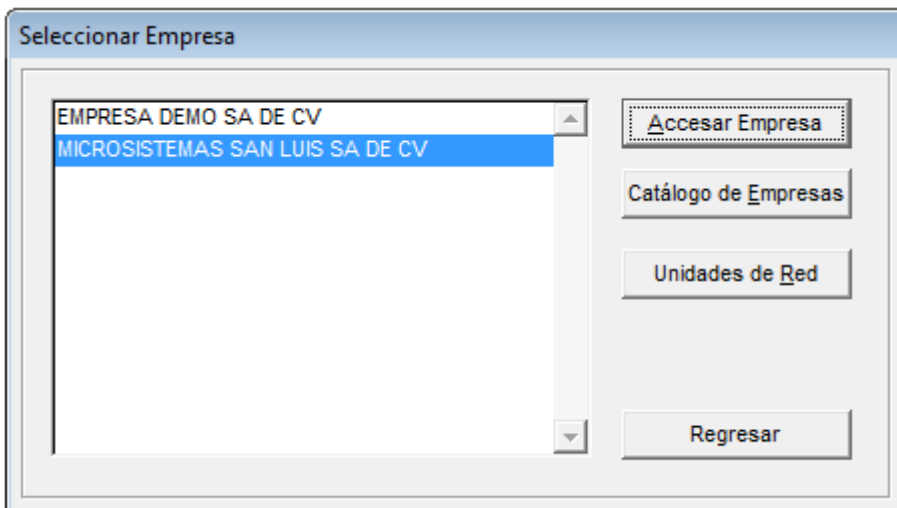 Seleccionar Empresa
EMPRESA DEMO SA DE CV
MICROSISTEMAS SAN LUIS SA DE CV
Accesar Empresa
Catálogo de Empresas
Unidades de Red
Regresar